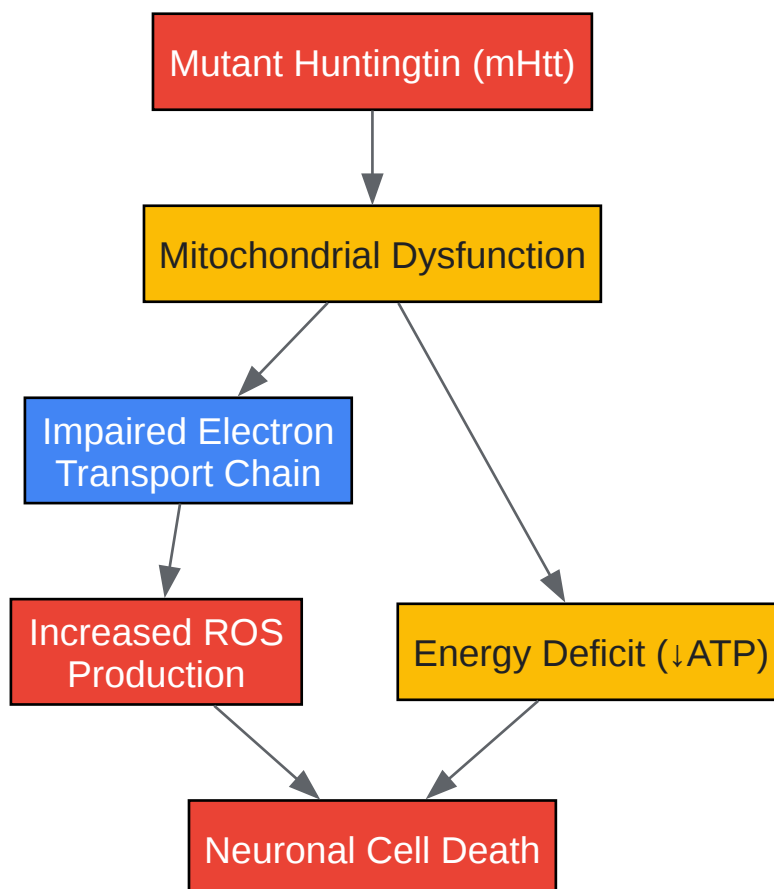 Mutant Huntingtin (mHtt)
Mitochondrial Dysfunction
Impaired Electron
Transport Chain
Increased ROS
Production
Energy Deficit (↓ATP)
Neuronal Cell Death